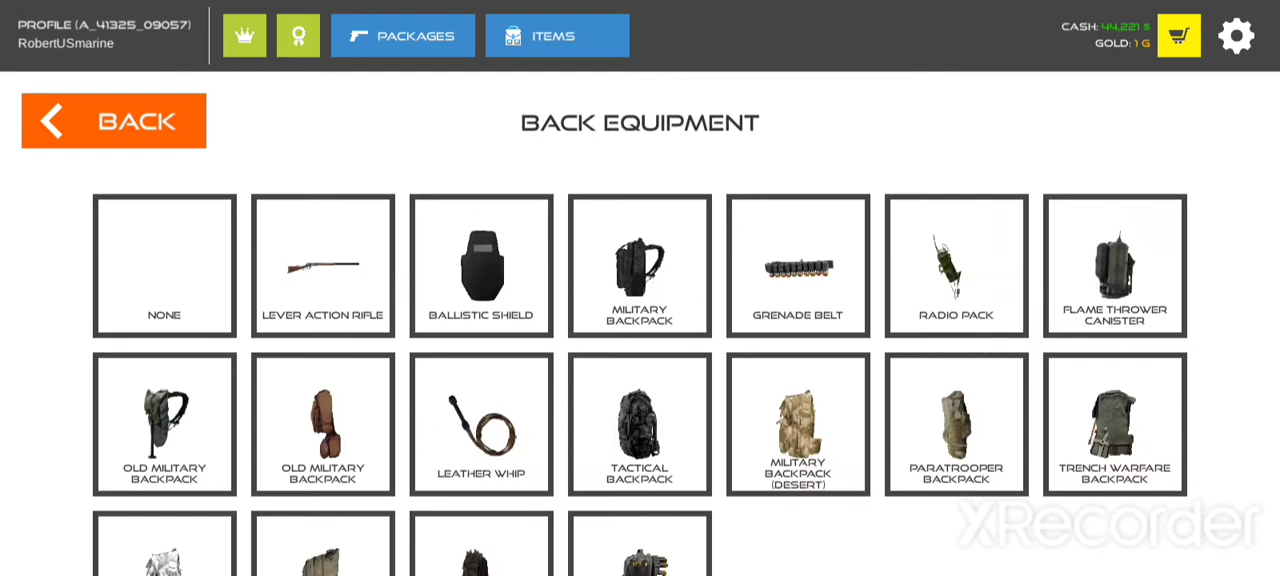 PROFILE (A_41325_09057)
RobertUSmarine
PACKAGES
ITEMS
CASH: 44,221 $
GOLD: 1 G
BACK
BACK EQUIPMENT
NONE
LEVER ACTION RIFLE
BALLISTIC SHIELD
MILITARY
BACKPACK
GRENADE BELT
RADIO PACK
FLAME THROWER
CANISTER
OLD MILITARY
BACKPACK
OLD MILITARY
BACKPACK
LEATHER WHIP
TACTICAL
BACKPACK
MILITARY
BACKPACK
(DESERT)
PARATROOPER
BACKPACK
TRENCH WARFARE
BACKPACK
XRecorder